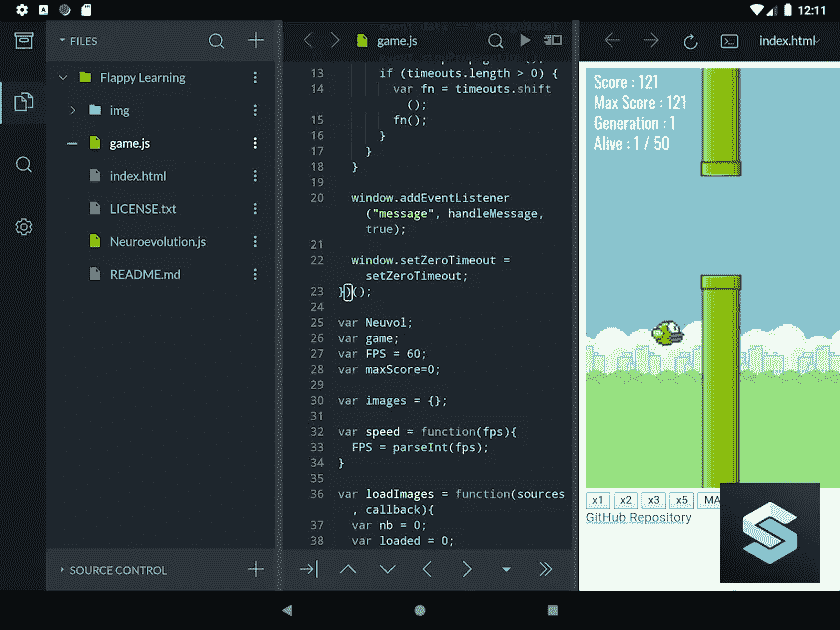 12:11
FILES
Flappy Learning
img
game.js
index.html
LICENSE.txt
Neuroevolution.js
README.md
SOURCE CONTROL
game.js
13 if (timeouts.length > 0) {
14 var fn = timeouts.shift
();
15 fn();
16 }
17 }
18 }
19
20 window.addEventListener
("message", handleMessage,
true);
21
22 window.setZeroTimeout =
setZeroTimeout;
23 })();
24
25 var Neuvol;
26 var game;
27 var FPS = 60;
28 var maxScore=0;
29
30 var images = {};
31
32 var speed = function(fps){
33 FPS = parseInt(fps);
34 }
35
36 var loadImages = function(sources
, callback){
37 var nb = 0;
38 var loaded = 0;
index.html
Score : 121
Max Score : 121
Generation : 1
Alive : 1 / 50
x1 x2 x3 x5 MA
GitHub Repository